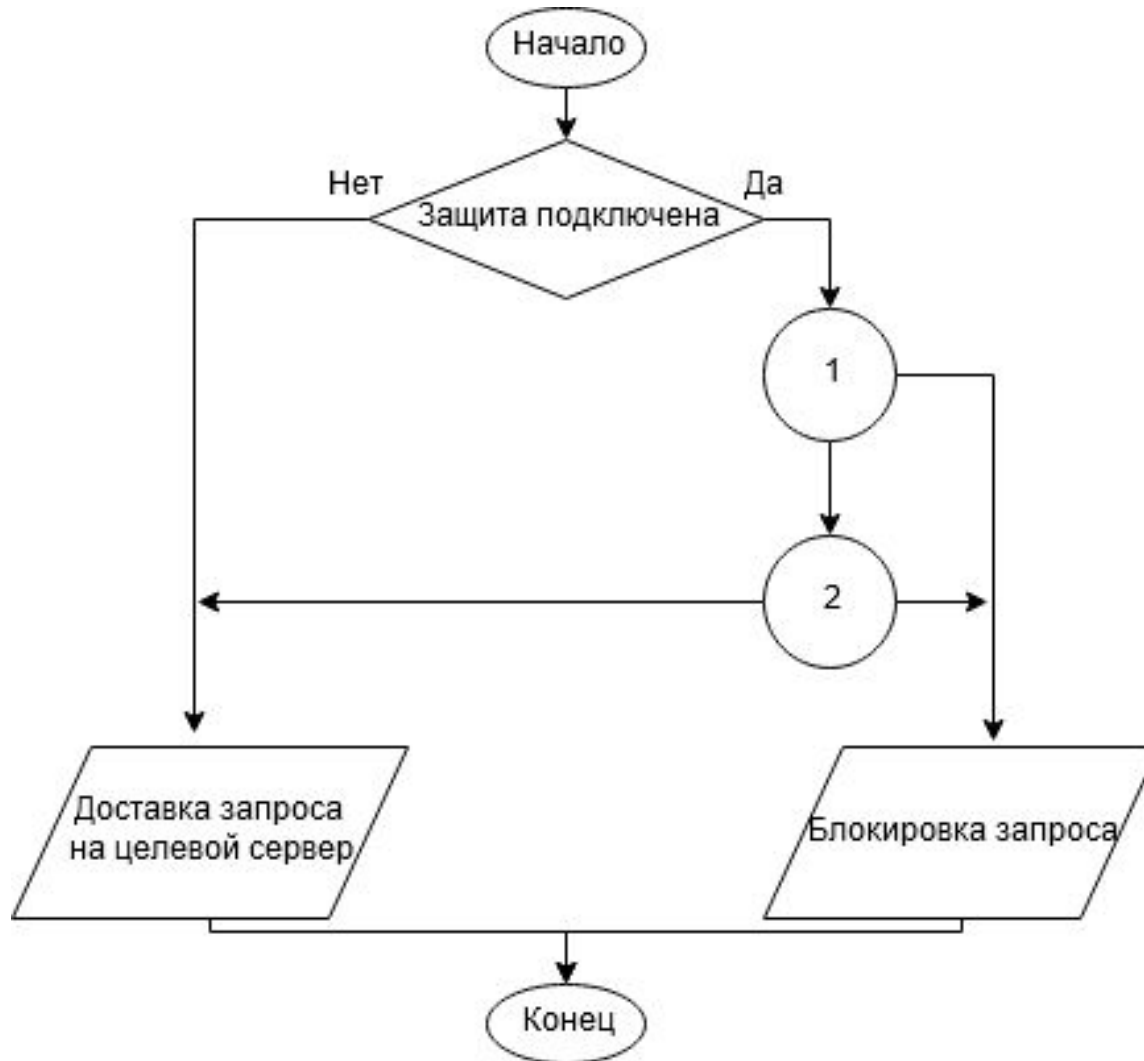 Начало
Нет
Да
Защита подключена
1
2
Доставка запроса
на целевой сервер
Блокировка запроса
Конец